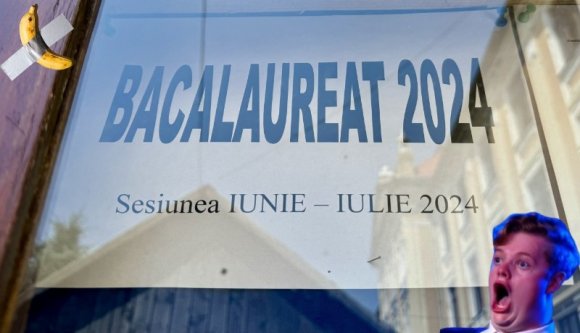 BACALAUREAT 2024
Sesiunea IUNIE – IULIE 2024